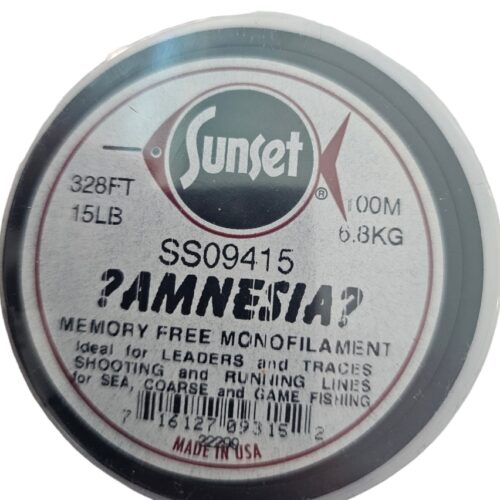 Sunset
®
328FT
100M
15LB
6.8KG
SS09415
?AMNESIA?
MEMORY FREE MONOFILAMENT
Ideal for LEADERS and TRACES
SHOOTING and RUNNING LINES
for SEA, COARSE and GAME FISHING
7 16127 09315 2
22299
MADE IN USA